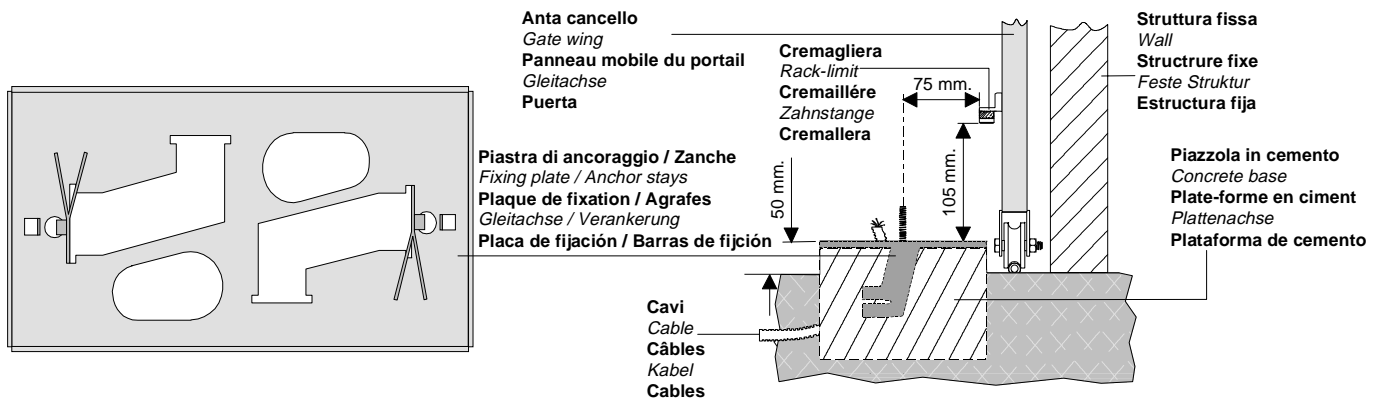 Anta cancello
Gate wing
Panneau mobile du portail
Gleitachse
Puerta
Cremagliera
Rack-limit
Cremaillére
Zahnstange
Cremallera
75 mm.
Struttura fissa
Wall
Structrure fixe
Feste Struktur
Estructura fija
Piastra di ancoraggio / Zanche
Fixing plate / Anchor stays
Plaque de fixation / Agrafes
Gleitachse / Verankerung
Placa de fijación / Barras de fijción
50 mm.
105 mm.
Piazzola in cemento
Concrete base
Plate-forme en ciment
Plattenachse
Plataforma de cemento
Cavi
Cable
Câbles
Kabel
Cables